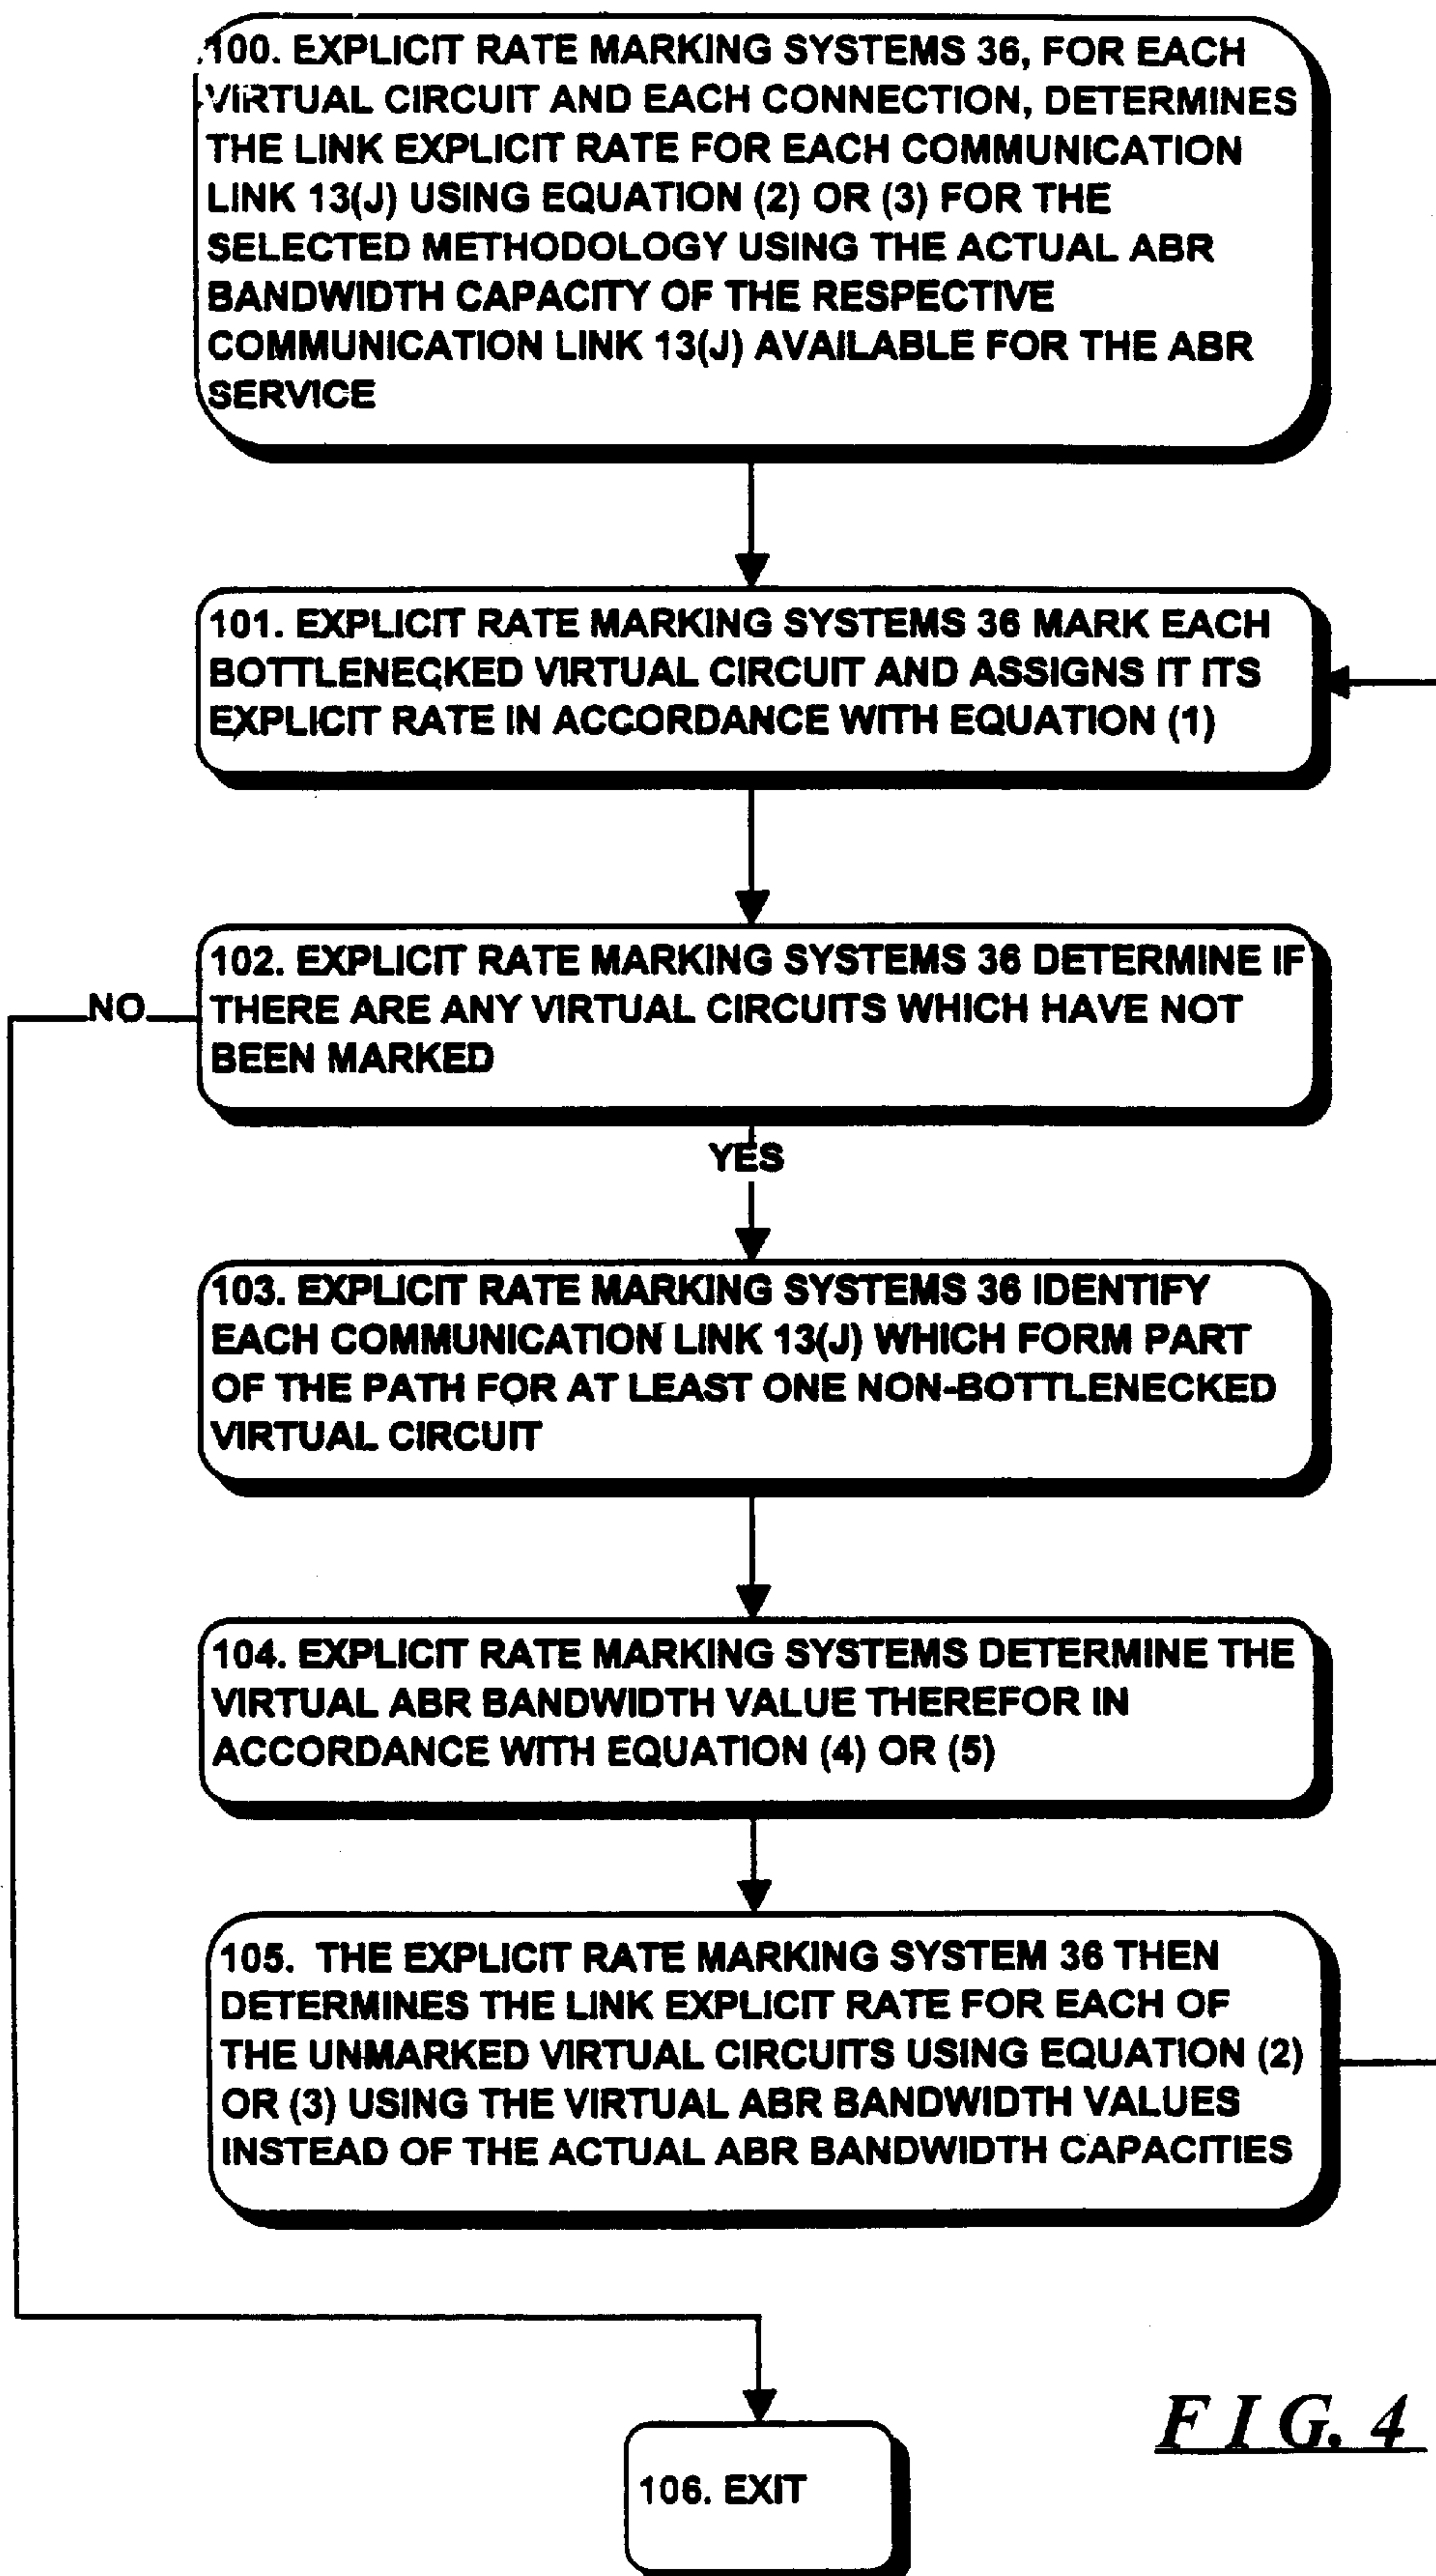 100. EXPLICIT RATE MARKING SYSTEMS 36, FOR EACH
VIRTUAL CIRCUIT AND EACH CONNECTION, DETERMINES
THE LINK EXPLICIT RATE FOR EACH COMMUNICATION
LINK 13(J) USING EQUATION (2) OR (3) FOR THE
SELECTED METHODOLOGY USING THE ACTUAL ABR
BANDWIDTH CAPACITY OF THE RESPECTIVE
COMMUNICATION LINK 13(J) AVAILABLE FOR THE ABR
SERVICE
101. EXPLICIT RATE MARKING SYSTEMS 36 MARK EACH
BOTTLENECKED VIRTUAL CIRCUIT AND ASSIGNS IT ITS
EXPLICIT RATE IN ACCORDANCE WITH EQUATION (1)
102. EXPLICIT RATE MARKING SYSTEMS 36 DETERMINE IF
THERE ARE ANY VIRTUAL CIRCUITS WHICH HAVE NOT
BEEN MARKED
NO
YES
103. EXPLICIT RATE MARKING SYSTEMS 36 IDENTIFY
EACH COMMUNICATION LINK 13(J) WHICH FORM PART
OF THE PATH FOR AT LEAST ONE NON-BOTTLENECKED
VIRTUAL CIRCUIT
104. EXPLICIT RATE MARKING SYSTEMS DETERMINE THE
VIRTUAL ABR BANDWIDTH VALUE THEREFOR IN
ACCORDANCE WITH EQUATION (4) OR (5)
105. THE EXPLICIT RATE MARKING SYSTEM 36 THEN
DETERMINES THE LINK EXPLICIT RATE FOR EACH OF
THE UNMARKED VIRTUAL CIRCUITS USING EQUATION (2)
OR (3) USING THE VIRTUAL ABR BANDWIDTH VALUES
INSTEAD OF THE ACTUAL ABR BANDWIDTH CAPACITIES
106. EXIT
FIG. 4